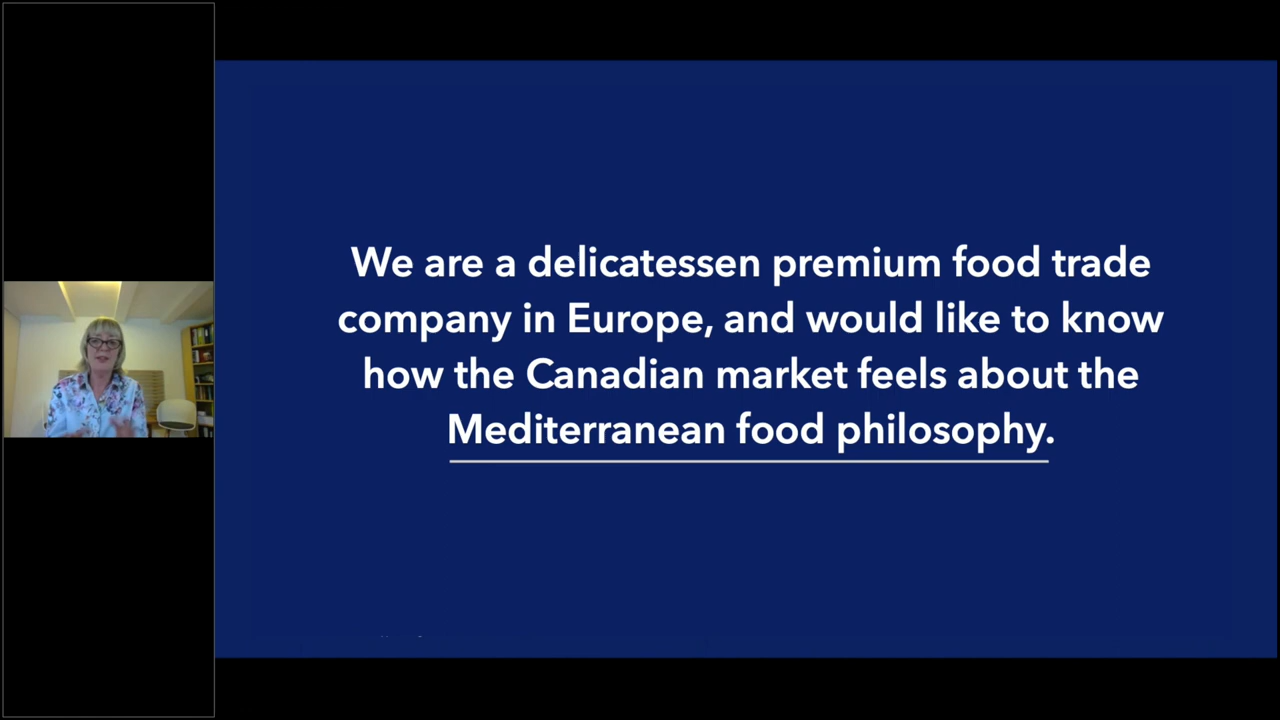 We are a delicatessen premium food trade
company in Europe, and would like to know
how the Canadian market feels about the
Mediterranean food philosophy.